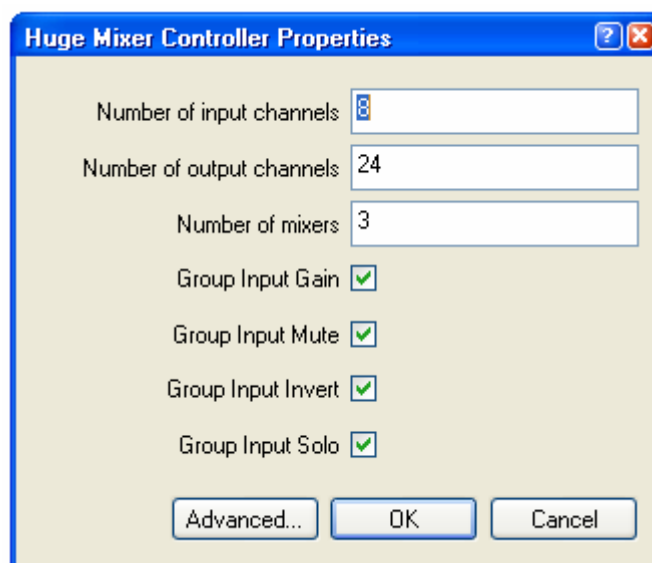 Huge Mixer Controller Properties
Number of input channels 8
Number of output channels 24
Number of mixers 3
Group Input Gain
Group Input Mute
Group Input Invert
Group Input Solo
Advanced... OK Cancel